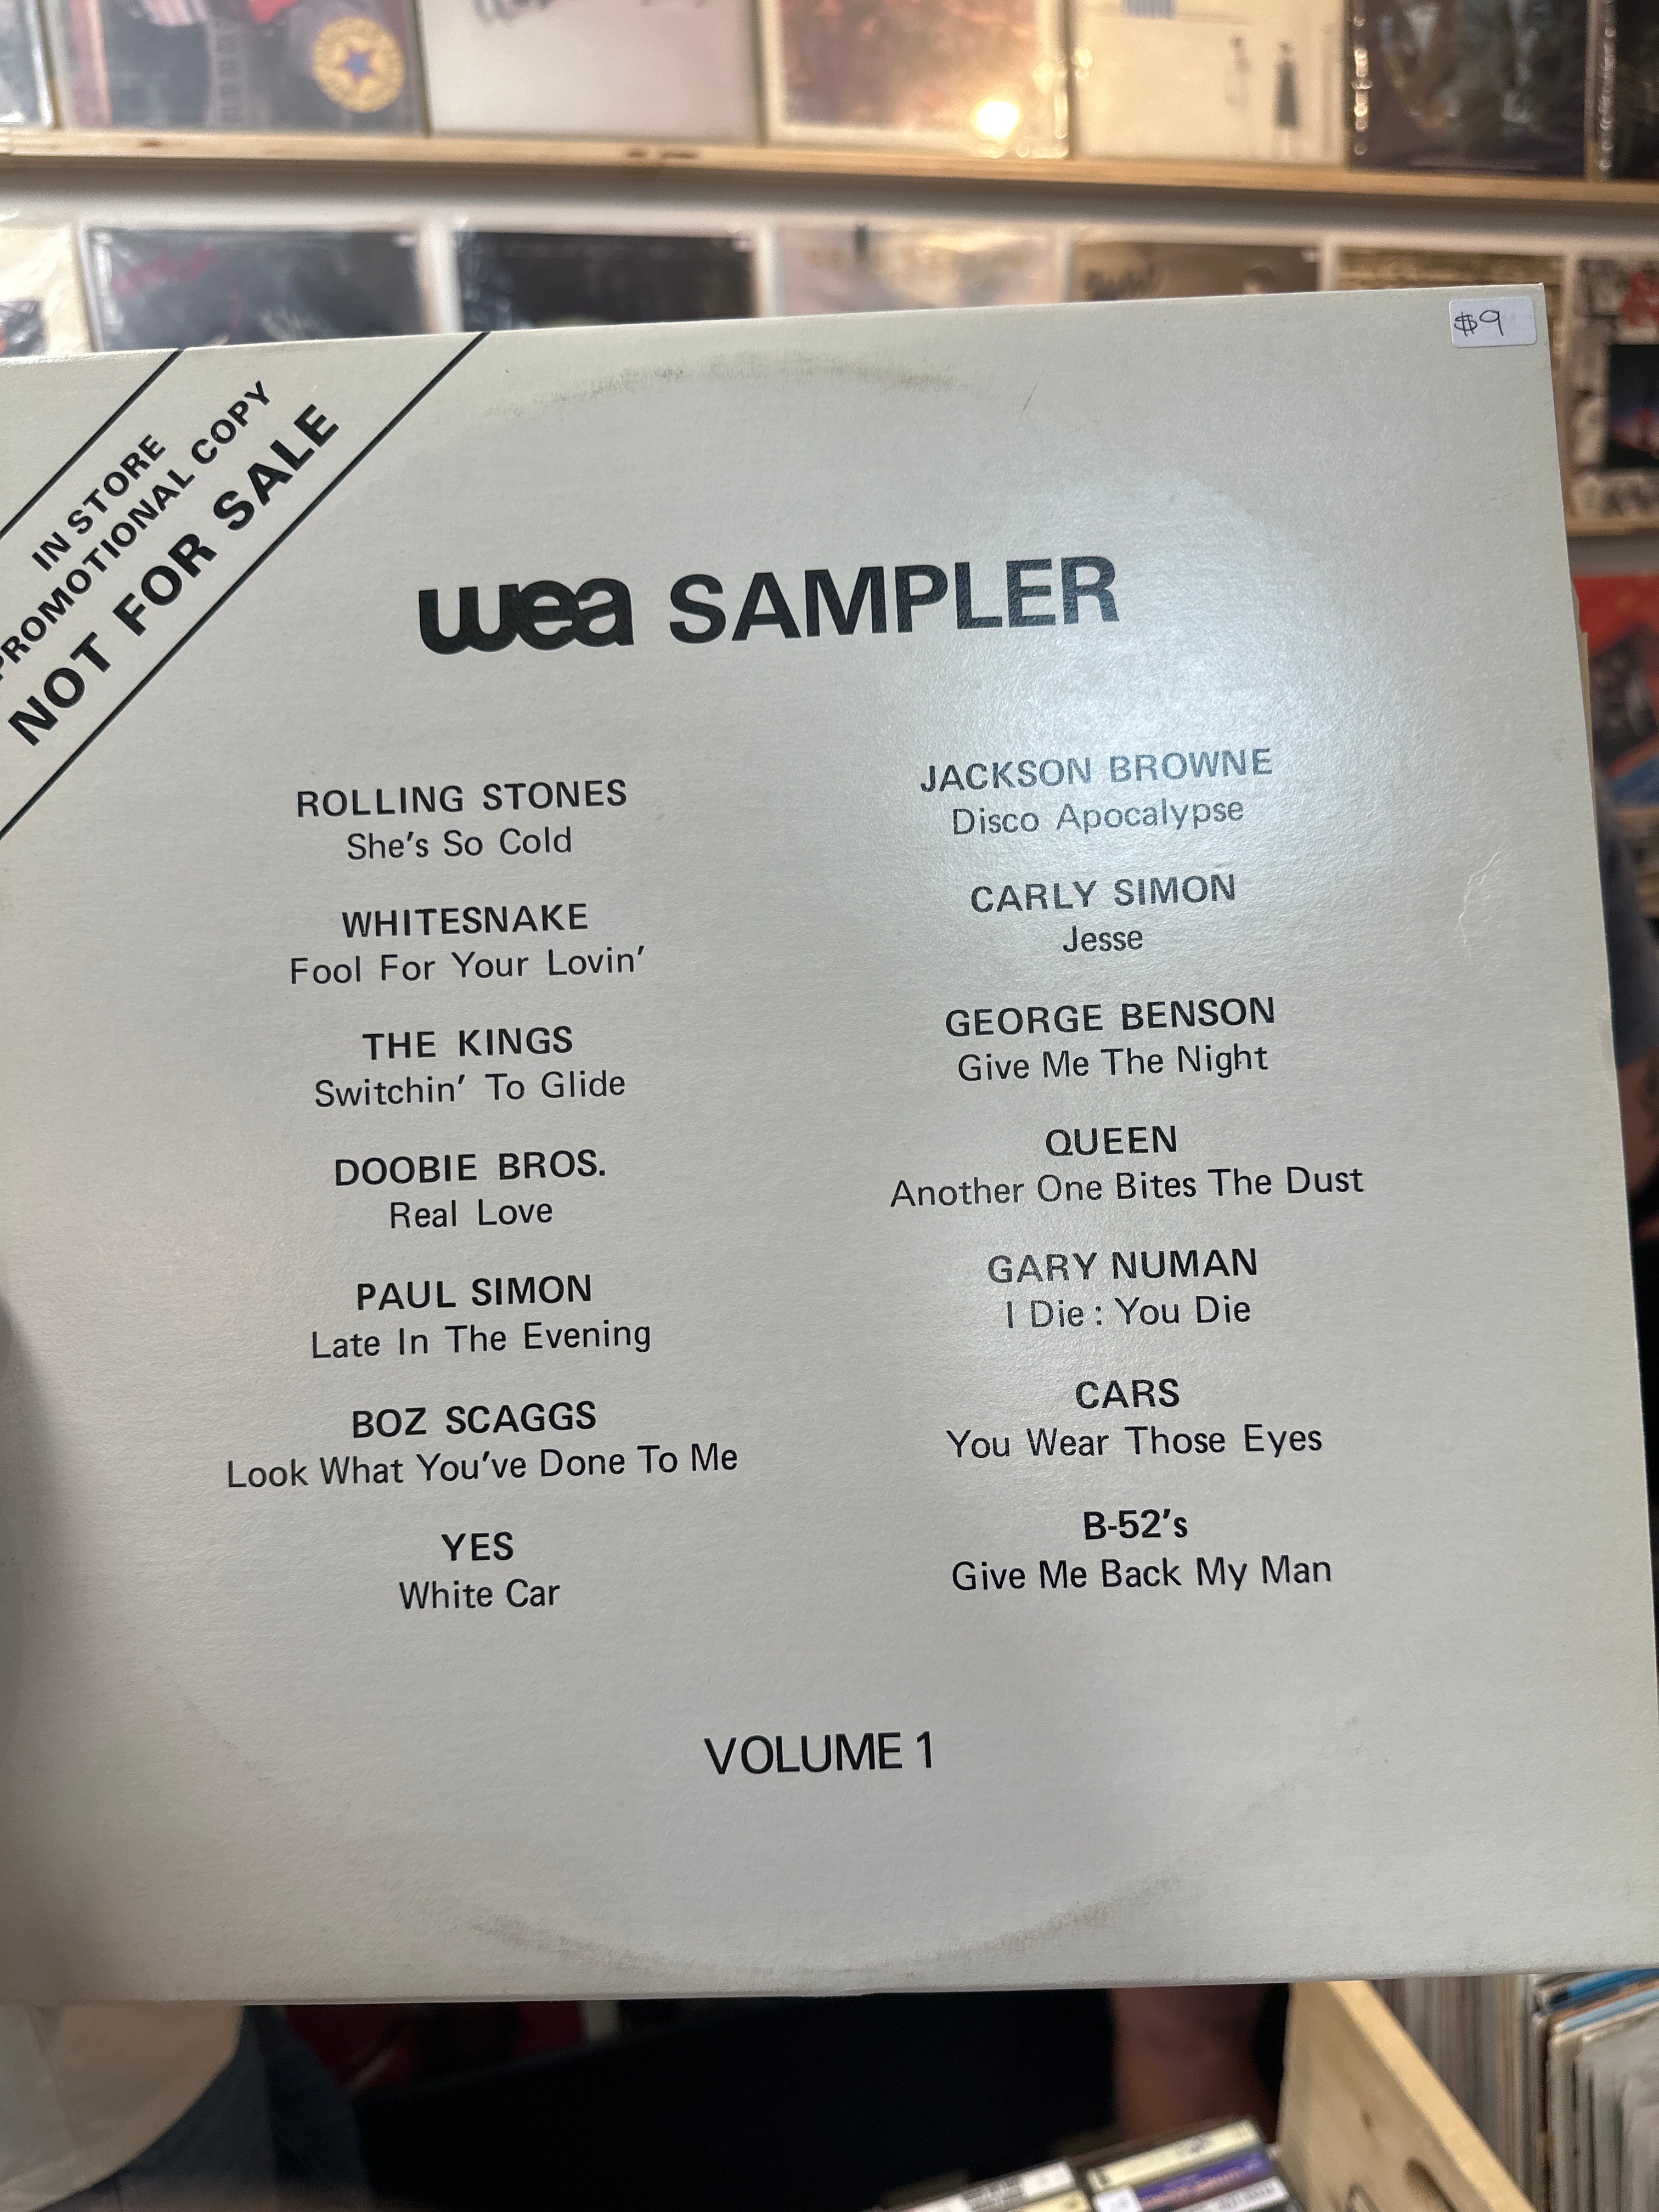 $9
IN STORE
PROMOTIONAL COPY
NOT FOR SALE
wea SAMPLER
ROLLING STONES
She's So Cold
WHITESNAKE
Fool For Your Lovin'
THE KINGS
Switchin' To Glide
DOOBIE BROS.
Real Love
PAUL SIMON
Late In The Evening
BOZ SCAGGS
Look What You've Done To Me
YES
White Car
JACKSON BROWNE
Disco Apocalypse
CARLY SIMON
Jesse
GEORGE BENSON
Give Me The Night
QUEEN
Another One Bites The Dust
GARY NUMAN
I Die : You Die
CARS
You Wear Those Eyes
B-52's
Give Me Back My Man
VOLUME 1